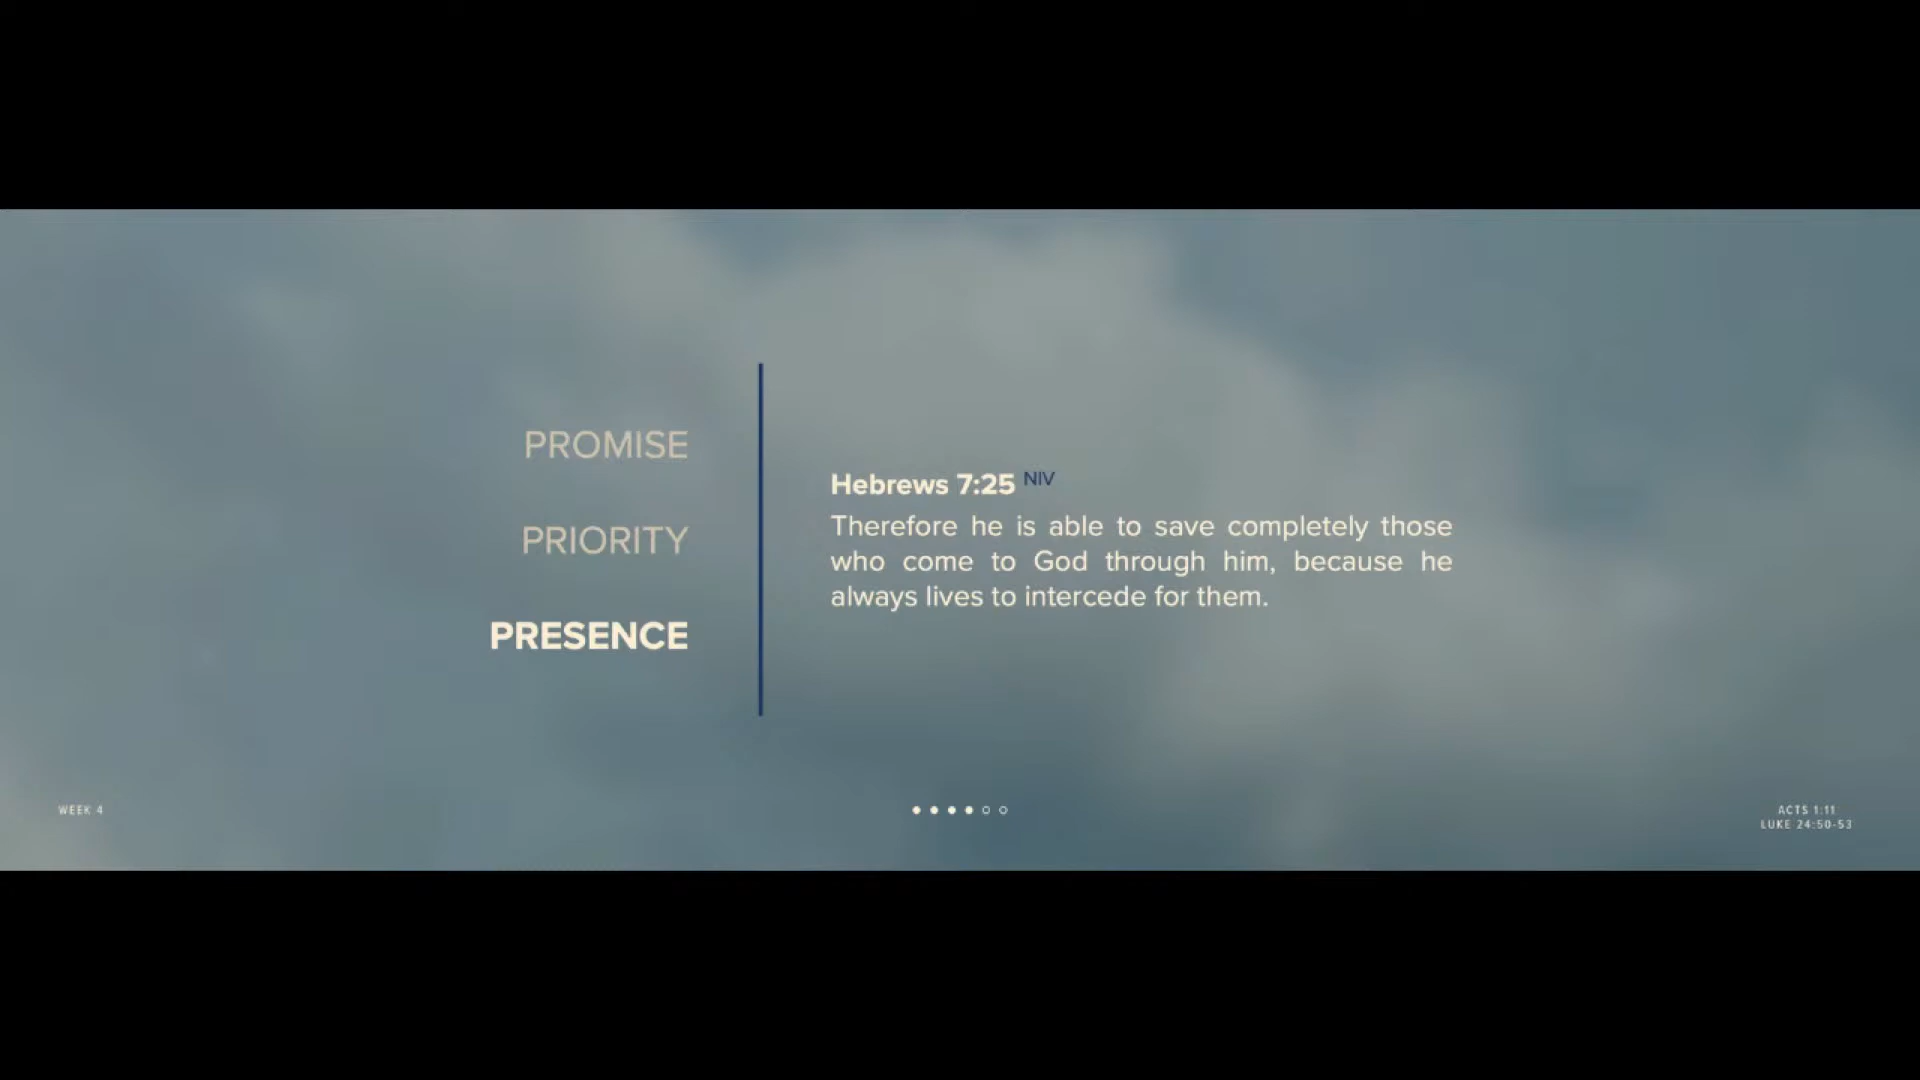 PROMISE
PRIORITY
PRESENCE
Hebrews 7:25 NIV
Therefore he is able to save completely those
who come to God through him, because he
always lives to intercede for them.
WEEK 4
ACTS 1:11
LUKE 24:50-53